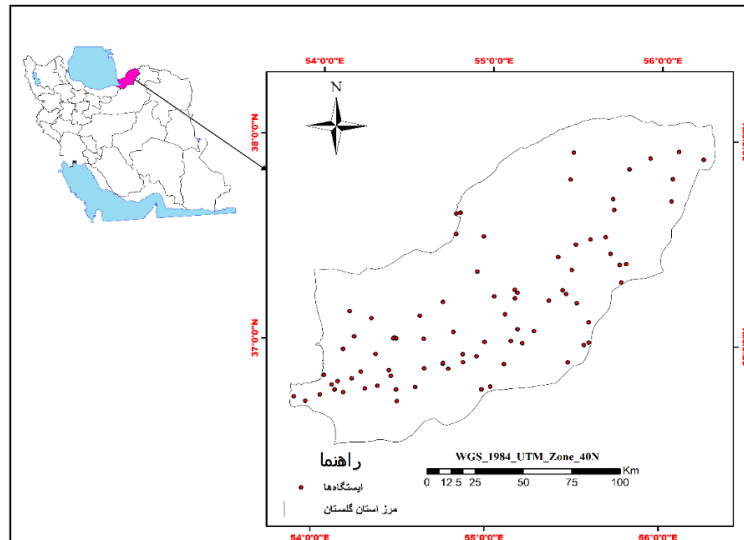 54°0'0"E 55°0'0"E 56°0'0"E
N
38°0'0"N
37°0'0"N
راهنما
ایستگاه‌ها
مرز استان گلستان
WGS_1984_UTM_Zone_40N
0 12.5 25 50 75 100 Km
54°0'0"E 55°0'0"E 56°0'0"E